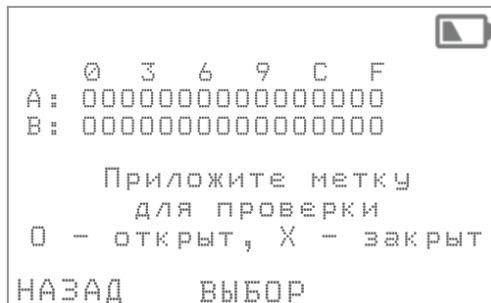 0 3 6 9 C F
A: 0000000000000000
B: 0000000000000000
Приложите метку
для проверки
O - открыт, X - закрыт
НАЗАД ВЫБОР